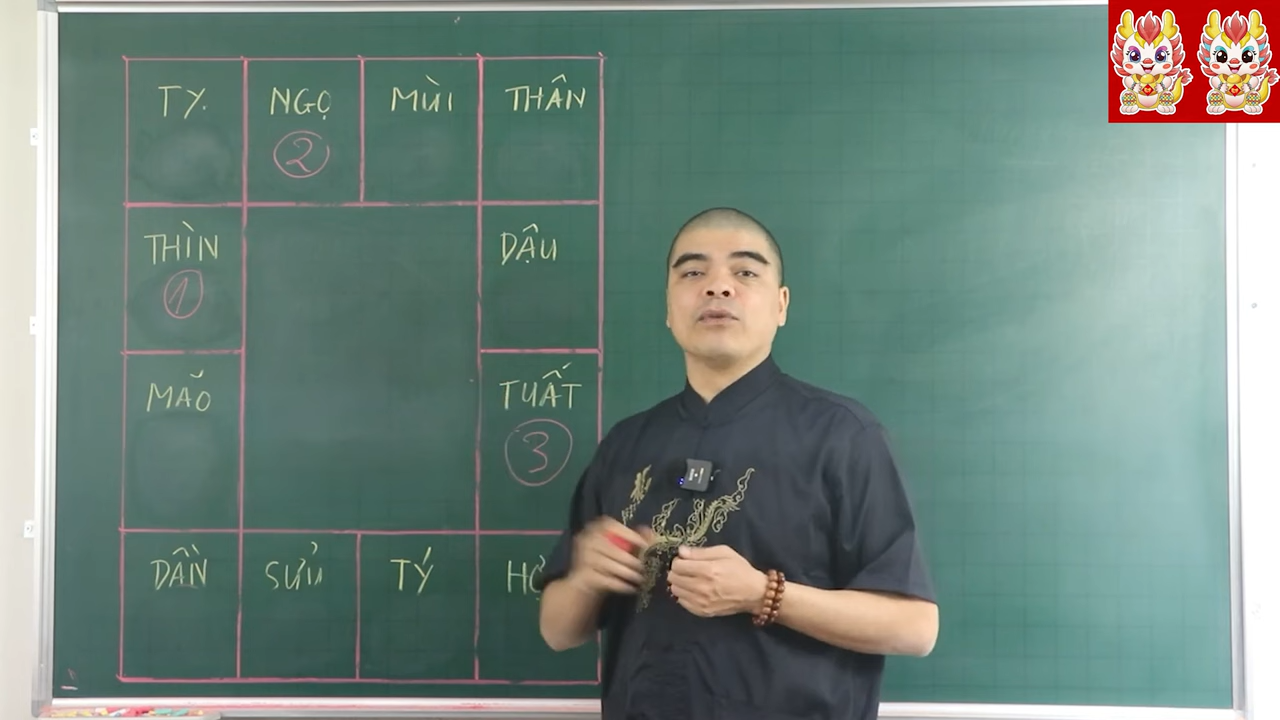 TỴ.
NGỌ
MÙI
THÂN
2
THÌN
DẬU
1
MÃO
TUẤT
3
DẦN
SỬU
TÝ